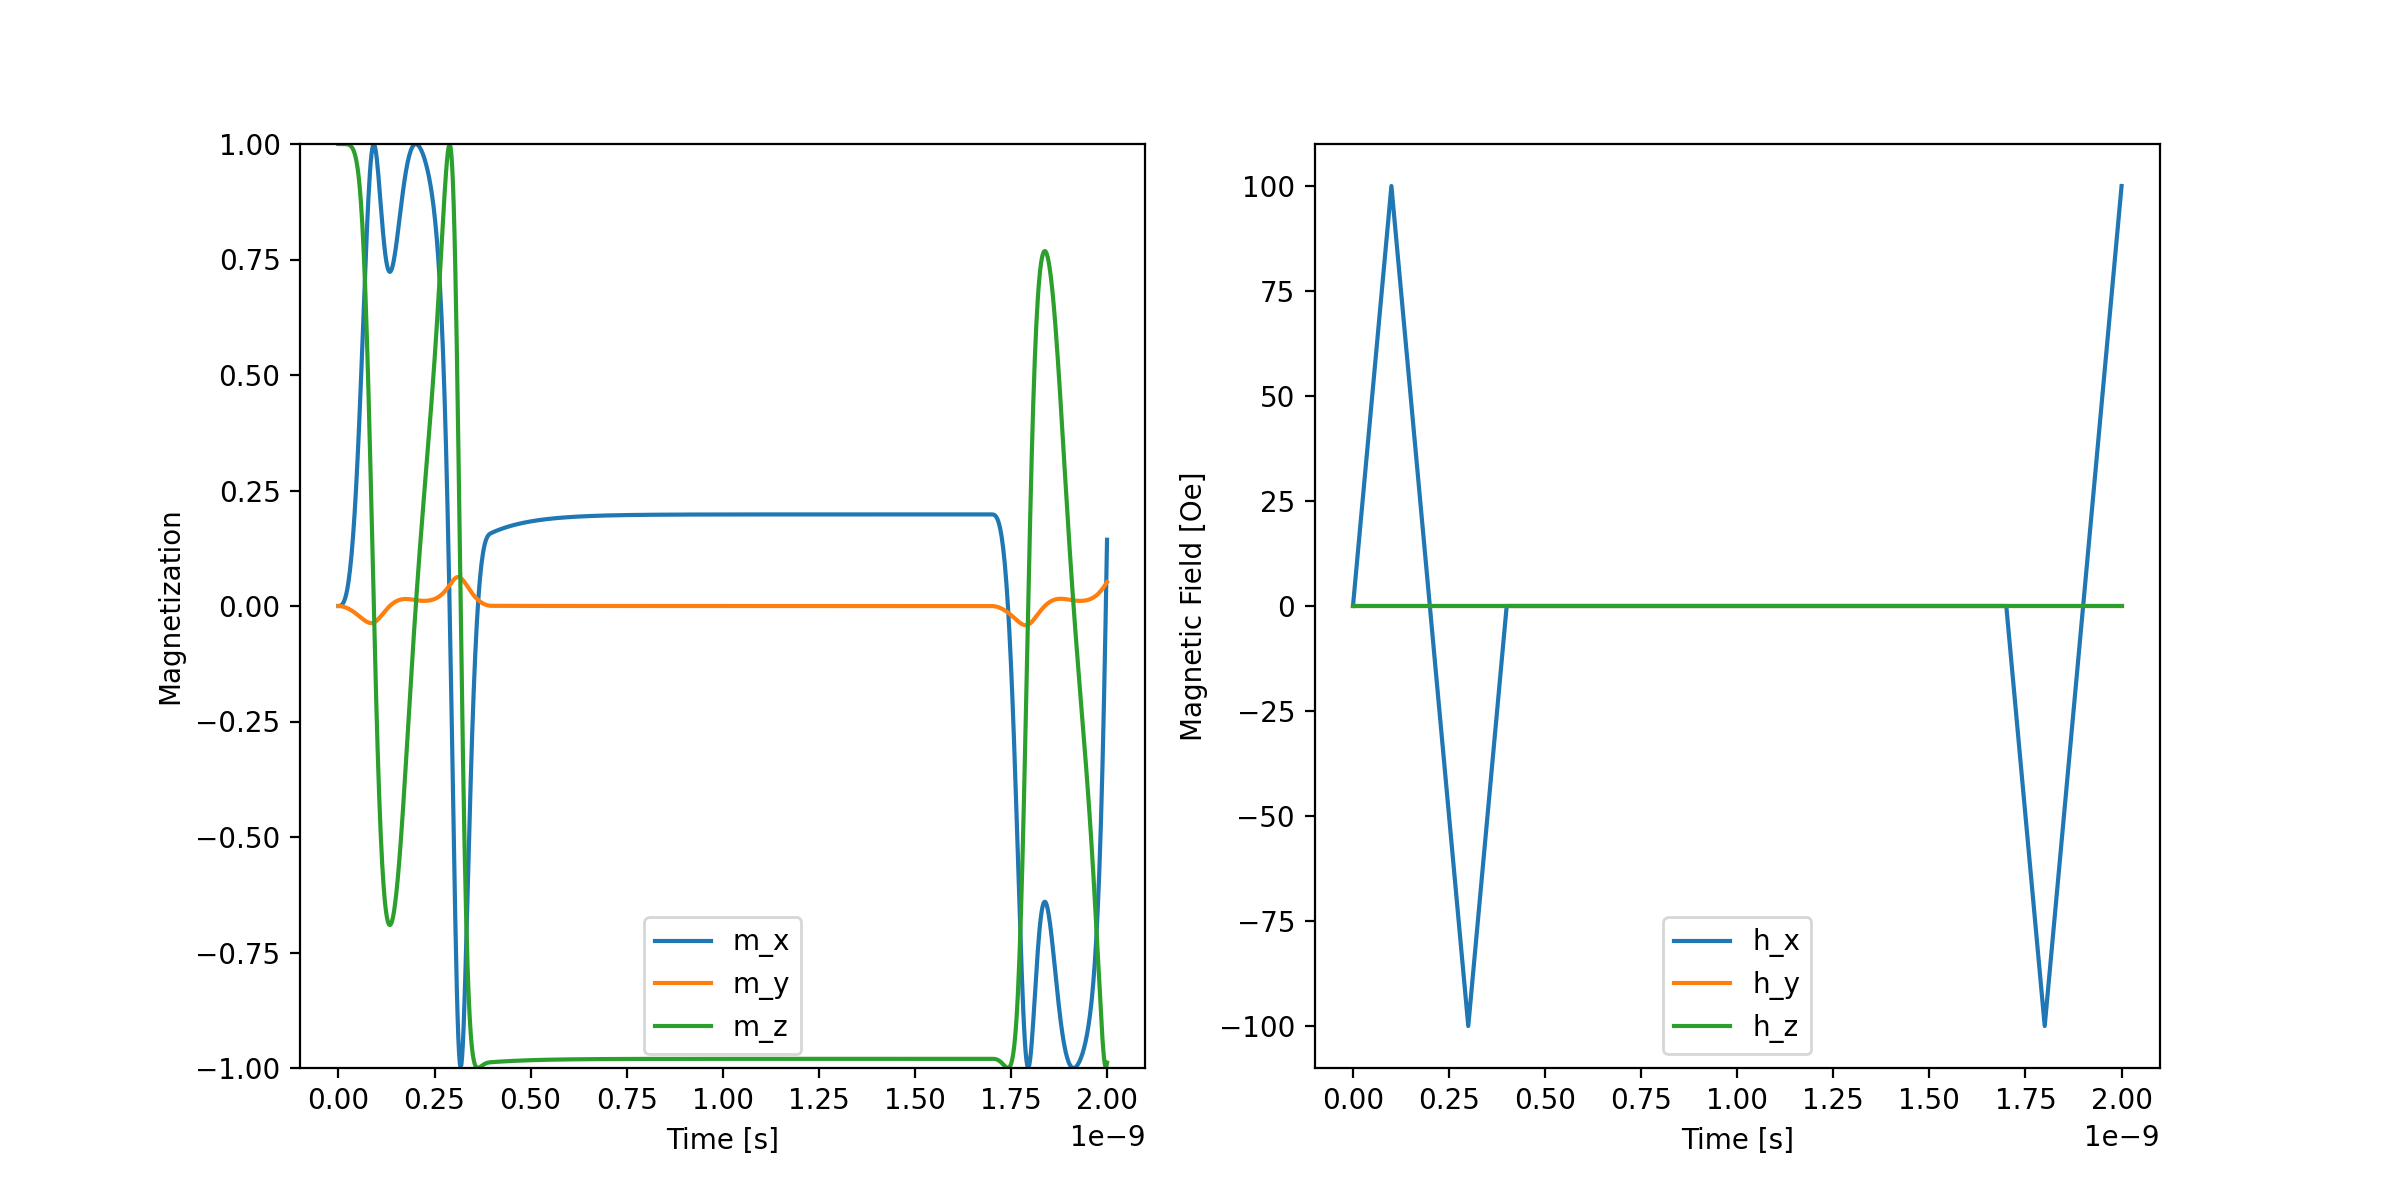 1.00
0.75
0.50
0.25
0.00
−0.25
−0.50
−0.75
−1.00
Magnetization
m_x
m_y
m_z
0.00 0.25 0.50 0.75 1.00 1.25 1.50 1.75 2.00
Time [s]
1e−9
100
75
50
25
0
−25
−50
−75
−100
Magnetic Field [Oe]
h_x
h_y
h_z
0.00 0.25 0.50 0.75 1.00 1.25 1.50 1.75 2.00
Time [s]
1e−9